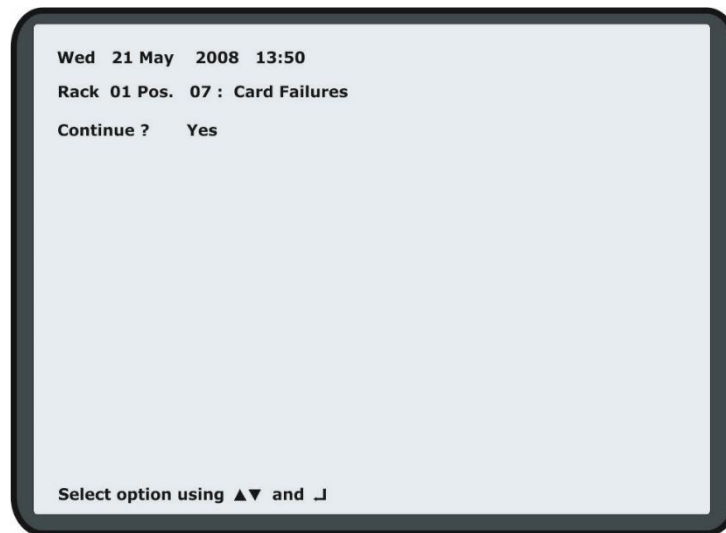 Wed 21 May 2008 13:50
Rack 01 Pos. 07 : Card Failures
Continue ? Yes
Select option using ▲▼ and ↵